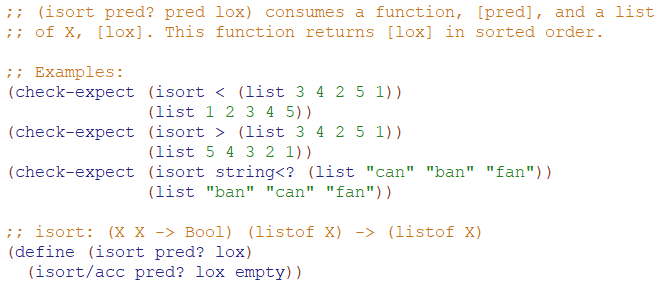 ;; (isort pred? pred lox) consumes a function, [pred], and a list
;; of X, [lox]. This function returns [lox] in sorted order.
;; Examples:
(check-expect (isort < (list 3 4 2 5 1))
(list 1 2 3 4 5))
(check-expect (isort > (list 3 4 2 5 1))
(list 5 4 3 2 1))
(check-expect (isort string<? (list "can" "ban" "fan"))
(list "ban" "can" "fan"))
;; isort: (X X -> Bool) (listof X) -> (listof X)
(define (isort pred? lox)
(isort/acc pred? lox empty))